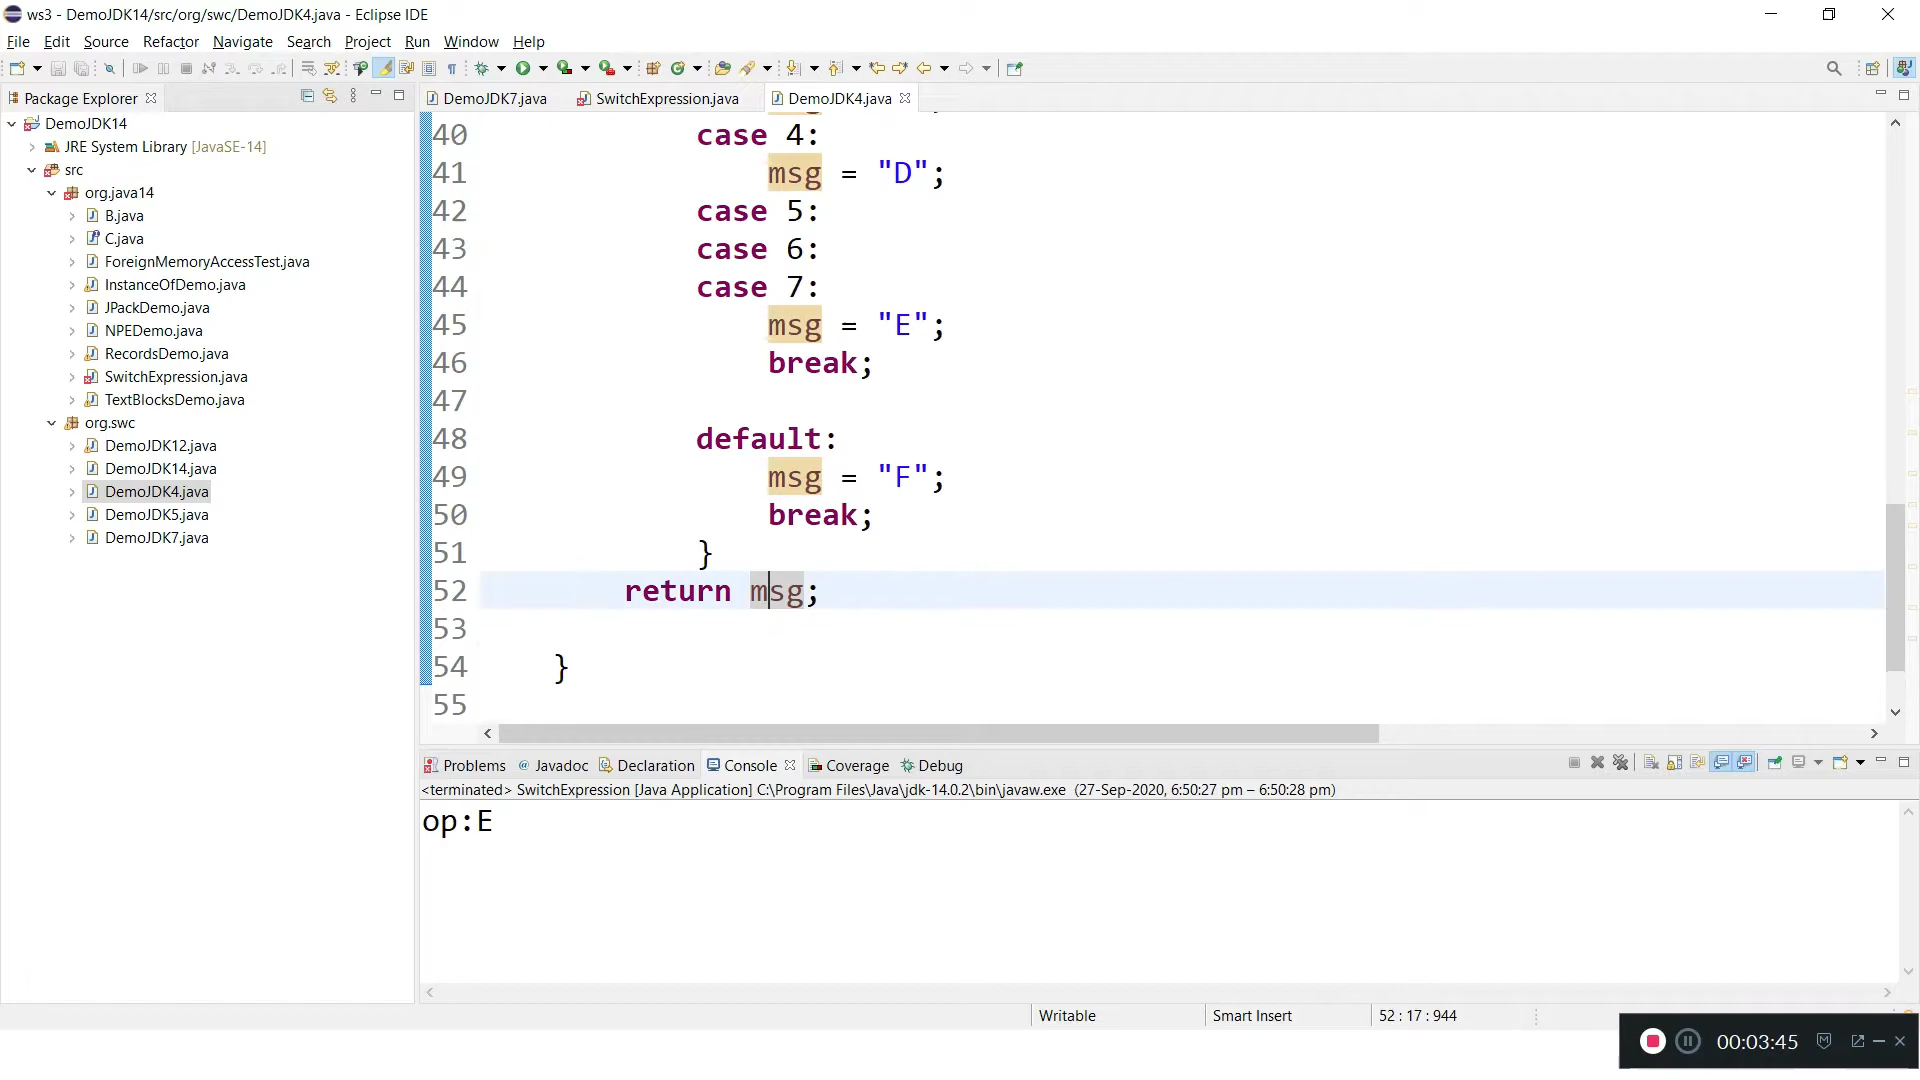 ws3 - DemoJDK14/src/org/swc/DemoJDK4.java - Eclipse IDE
File Edit Source Refactor Navigate Search Project Run Window Help
Package Explorer
DemoJDK14
JRE System Library [JavaSE-14]
src
org.java14
B.java
C.java
ForeignMemoryAccessTest.java
InstanceOfDemo.java
JPackDemo.java
NPEDemo.java
RecordsDemo.java
SwitchExpression.java
TextBlocksDemo.java
org.swc
DemoJDK12.java
DemoJDK14.java
DemoJDK4.java
DemoJDK5.java
DemoJDK7.java
DemoJDK7.java SwitchExpression.java DemoJDK4.java
40 case 4:
41 msg = "D";
42 case 5:
43 case 6:
44 case 7:
45 msg = "E";
46 break;
47
48 default:
49 msg = "F";
50 break;
51 }
52 return msg;
53
54 }
55
Problems @ Javadoc Declaration Console Coverage Debug
<terminated> SwitchExpression [Java Application] C:\Program Files\Java\jdk-14.0.2\bin\javaw.exe (27-Sep-2020, 6:50:27 pm – 6:50:28 pm)
op:E
Writable Smart Insert 52 : 17 : 944
00:03:45